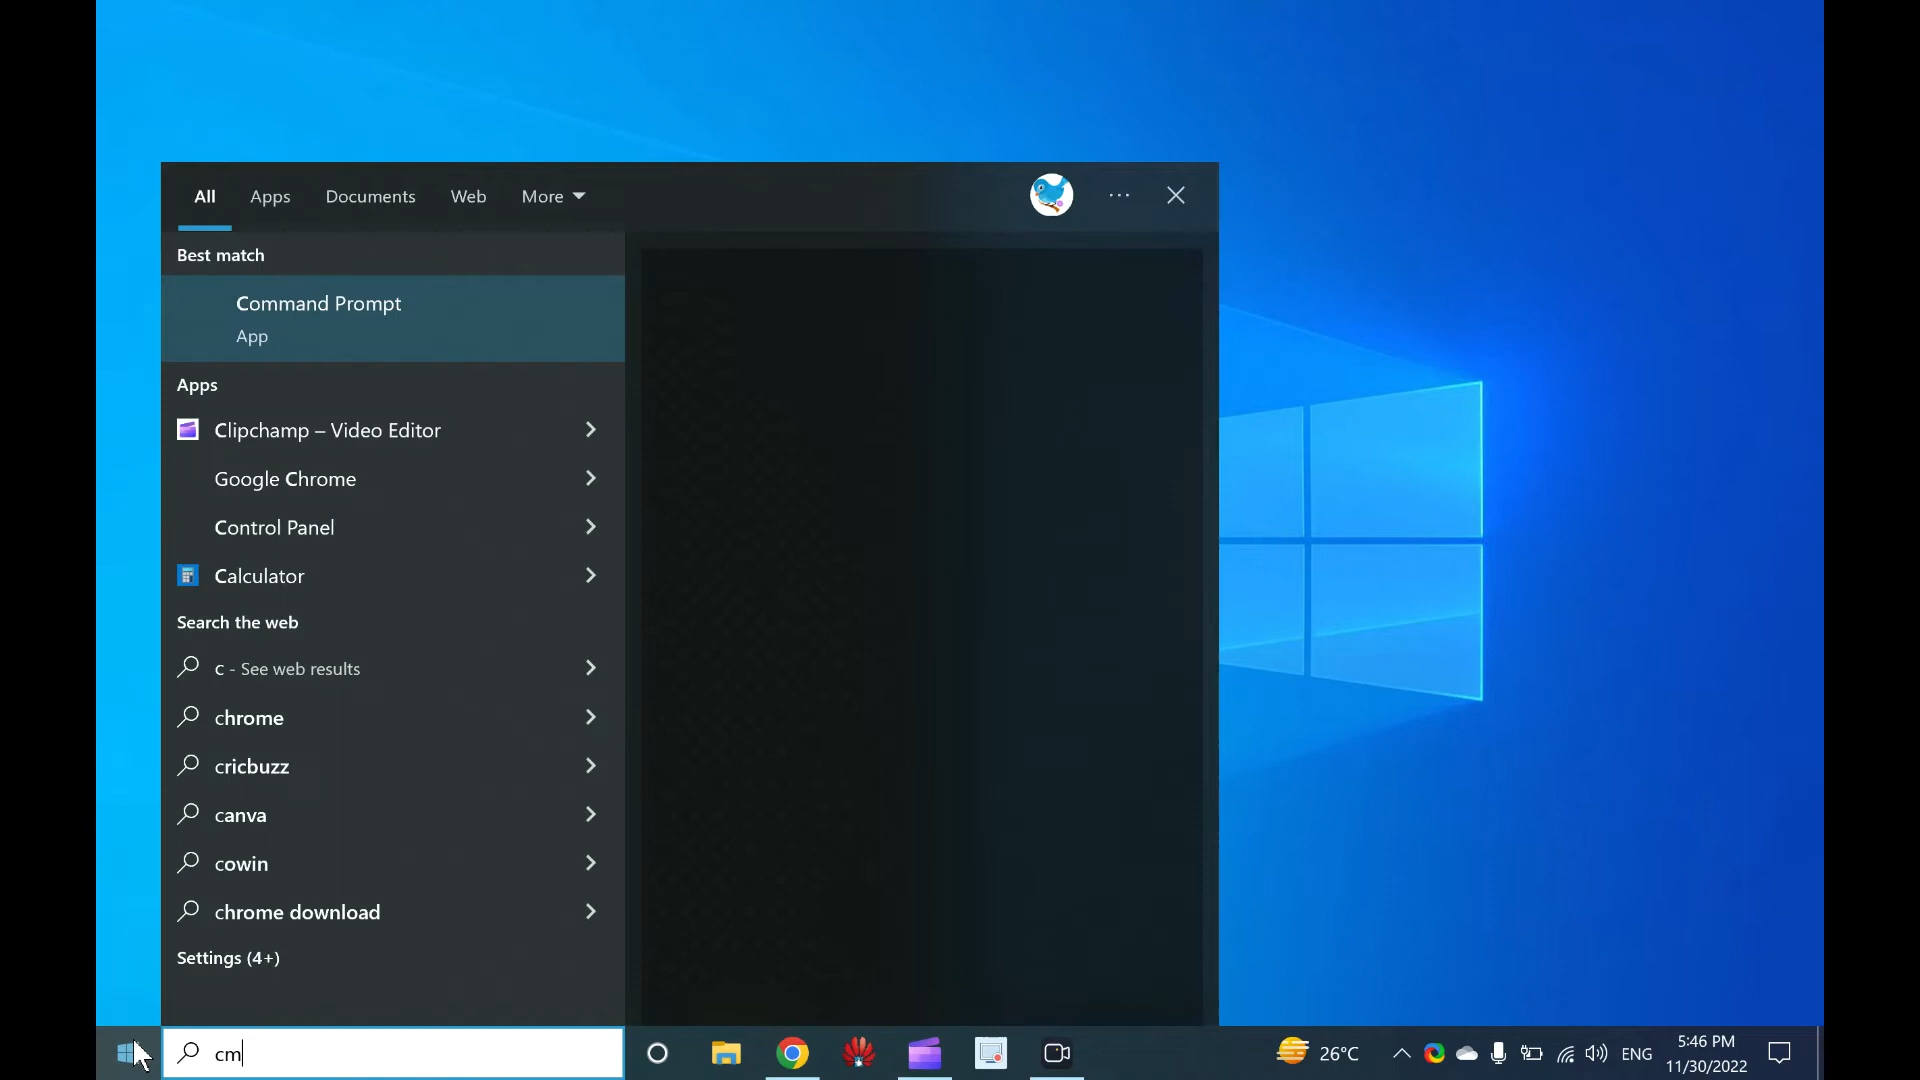 All Apps Documents Web More
Best match
Command Prompt
App
Apps
Clipchamp – Video Editor
Google Chrome
Control Panel
Calculator
Search the web
c - See web results
chrome
cricbuzz
canva
cowin
chrome download
Settings (4+)
cm
26°C
ENG
5:46 PM
11/30/2022